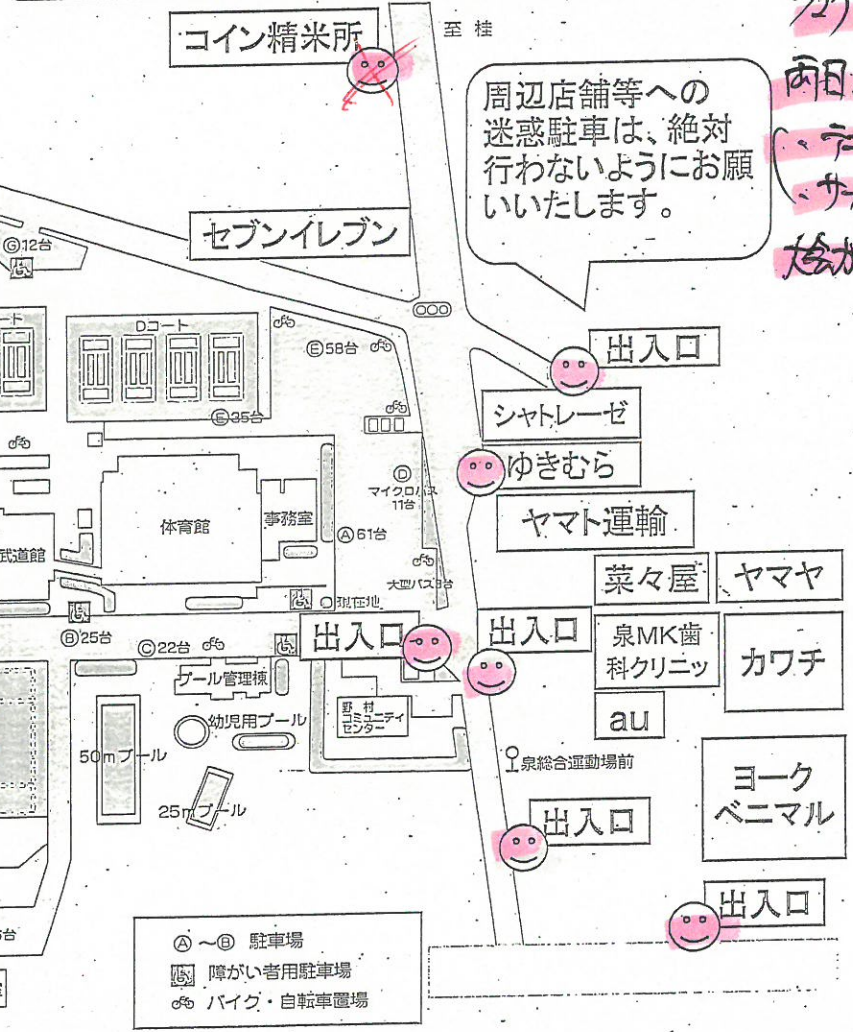 コイン精米所
至 桂
周辺店舗等への
迷惑駐車は、絶対
行わないようにお願
いいたします。
両日
セブンイレブン
Ⓖ12台
Dコート
Ⓔ58台
出入口
Ⓔ35台
シャトレーゼ
ゆきむら
Ⓓ
マイクロバス
11台
ヤマト運輸
体育館
事務室
Ⓐ61台
武道館
大型バス3台
菜々屋
ヤマヤ
現在地
出入口
出入口
泉MK歯
科クリニッ
カワチ
Ⓑ25台
Ⓒ22台
プール管理棟
野村
コミュニティ
センター
au
幼児用プール
50mプール
泉総合運動場前
ヨーク
ベニマル
25mプール
出入口
出入口
Ⓐ～Ⓑ 駐車場
障がい者用駐車場
バイク・自転車置場